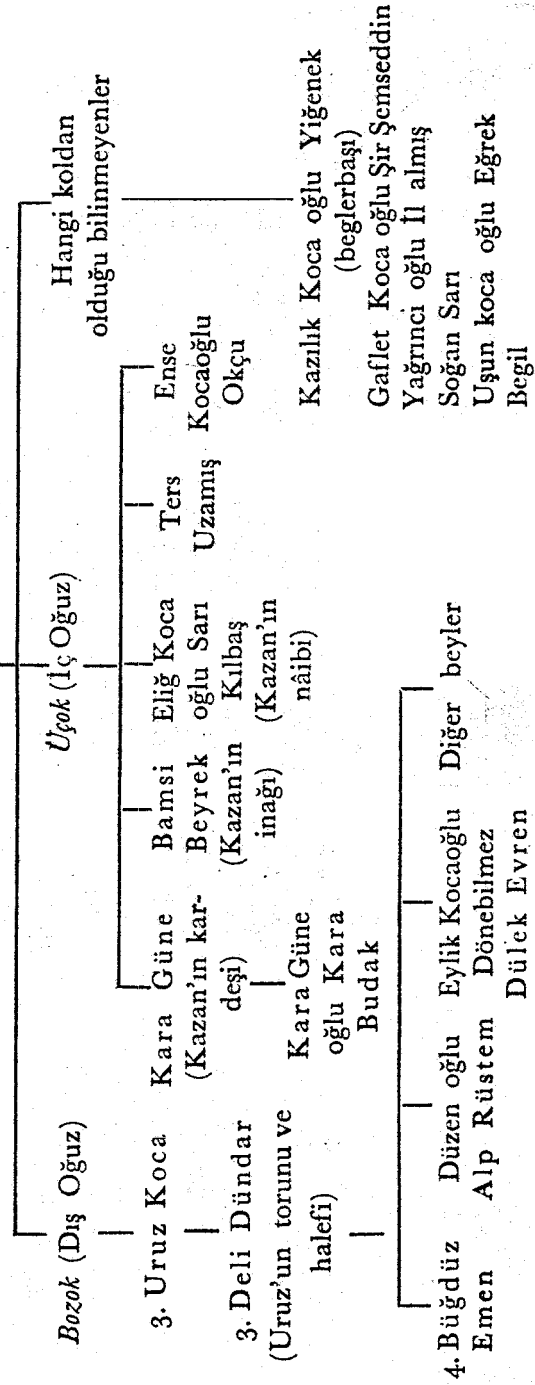 Bozok (Dış Oğuz)
3. Uruz Koca
3. Deli Dündar
(Uruz'un torunu ve
halefi)
4. Büğdüz
Emen
Düzen oğlu
Alp Rüstem
Eylik Kocaoğlu
Dönebilmez
Dülek Evren
Diğer beyler
Üçok (İç Oğuz)
Kara Güne
(Kazan'ın kar-
deşi)
Kara Güne
oğlu Kara
Budak
Bamsi
Beyrek
(Kazan'ın
inağı)
Eliğ Koca
oğlu Sarı
Kılbaş
(Kazan'ın
nâibi)
Ters
Uzamış
Ense
Kocaoğlu
Okçu
Hangi koldan
olduğu bilinmeyenler
Kazılık Koca oğlu Yiğenek
(beglerbaşı)
Gaflet Koca oğlu Şir Şemseddin
Yağrıncı oğlu İl almış
Soğan Sarı
Uşun koca oğlu Eğrek
Begil